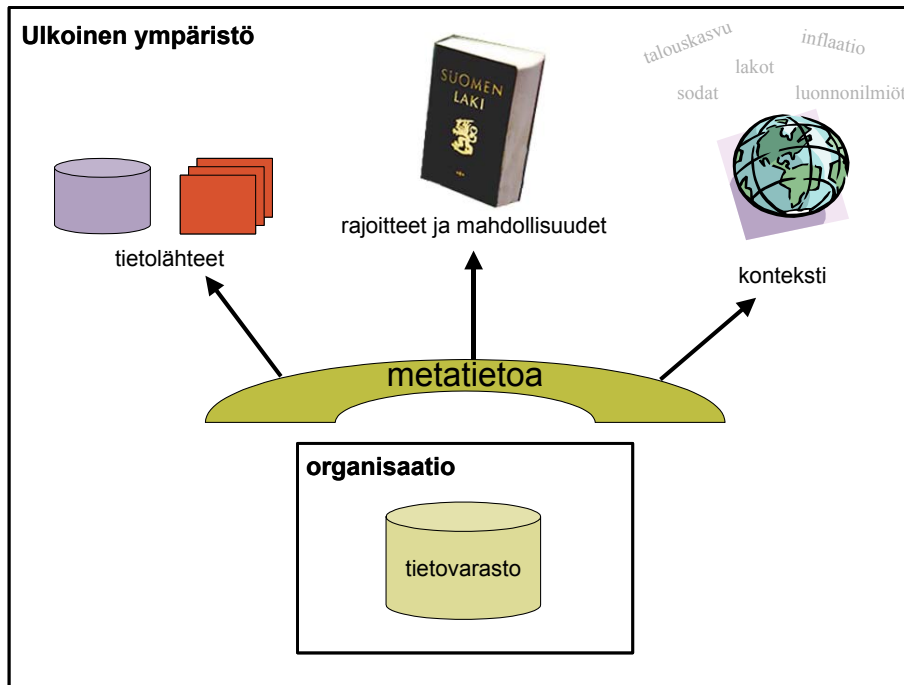 Ulkoinen ympäristö
talouskasvu
inflaatio
lakot
sodat
luonnonilmiöt
SUOMEN
LAKI
rajoitteet ja mahdollisuudet
tietolähteet
konteksti
metatietoa
organisaatio
tietovarasto